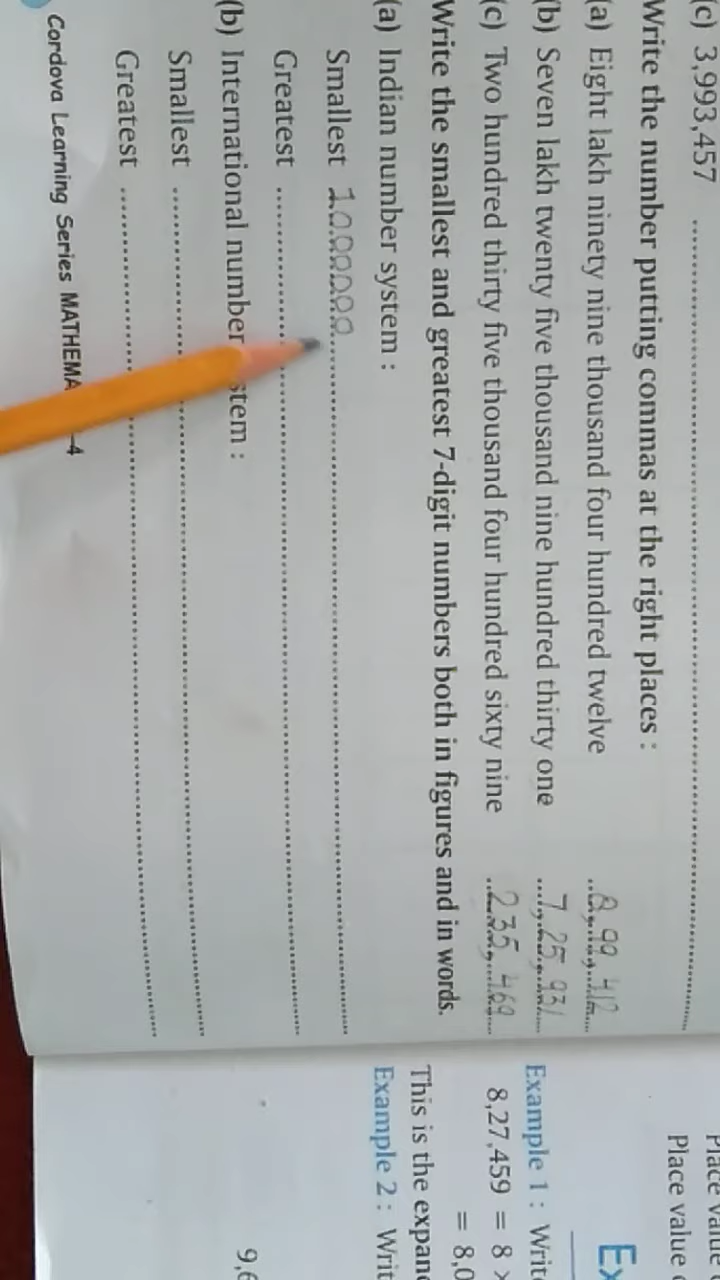 (c) 3,993,457
Write the number putting commas at the right places :
(a) Eight lakh ninety nine thousand four hundred twelve 8,99,412
(b) Seven lakh twenty five thousand nine hundred thirty one 7,25,931
(c) Two hundred thirty five thousand four hundred sixty nine 235,469
Write the smallest and greatest 7-digit numbers both in figures and in words.
(a) Indian number system :
Smallest 1000000
Greatest
(b) International number stem :
Smallest
Greatest
Cordova Learning Series MATHEMA -4
Place value
Place value
Ex
Example 1 : Writ
8,27,459 = 8 ×
= 8,0
This is the expan
Example 2 : Writ
9,6